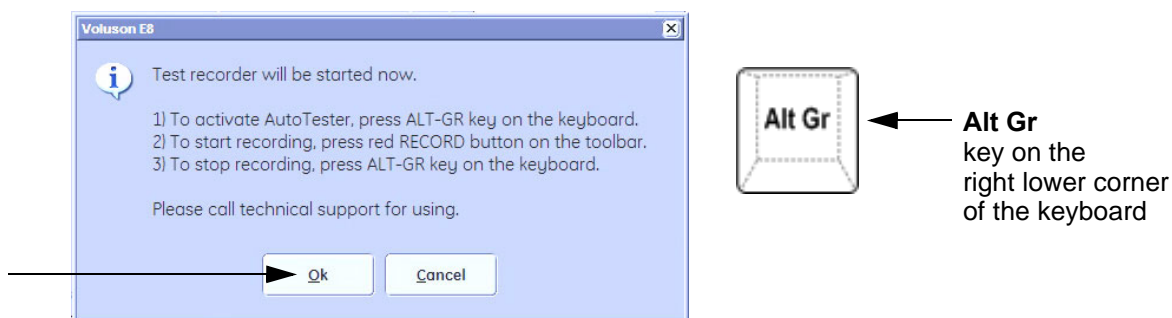 Voluson E8
Test recorder will be started now.
1) To activate AutoTester, press ALT-GR key on the keyboard.
2) To start recording, press red RECORD button on the toolbar.
3) To stop recording, press ALT-GR key on the keyboard.
Please call technical support for using.
Ok
Cancel
Alt Gr
Alt Gr
key on the
right lower corner
of the keyboard